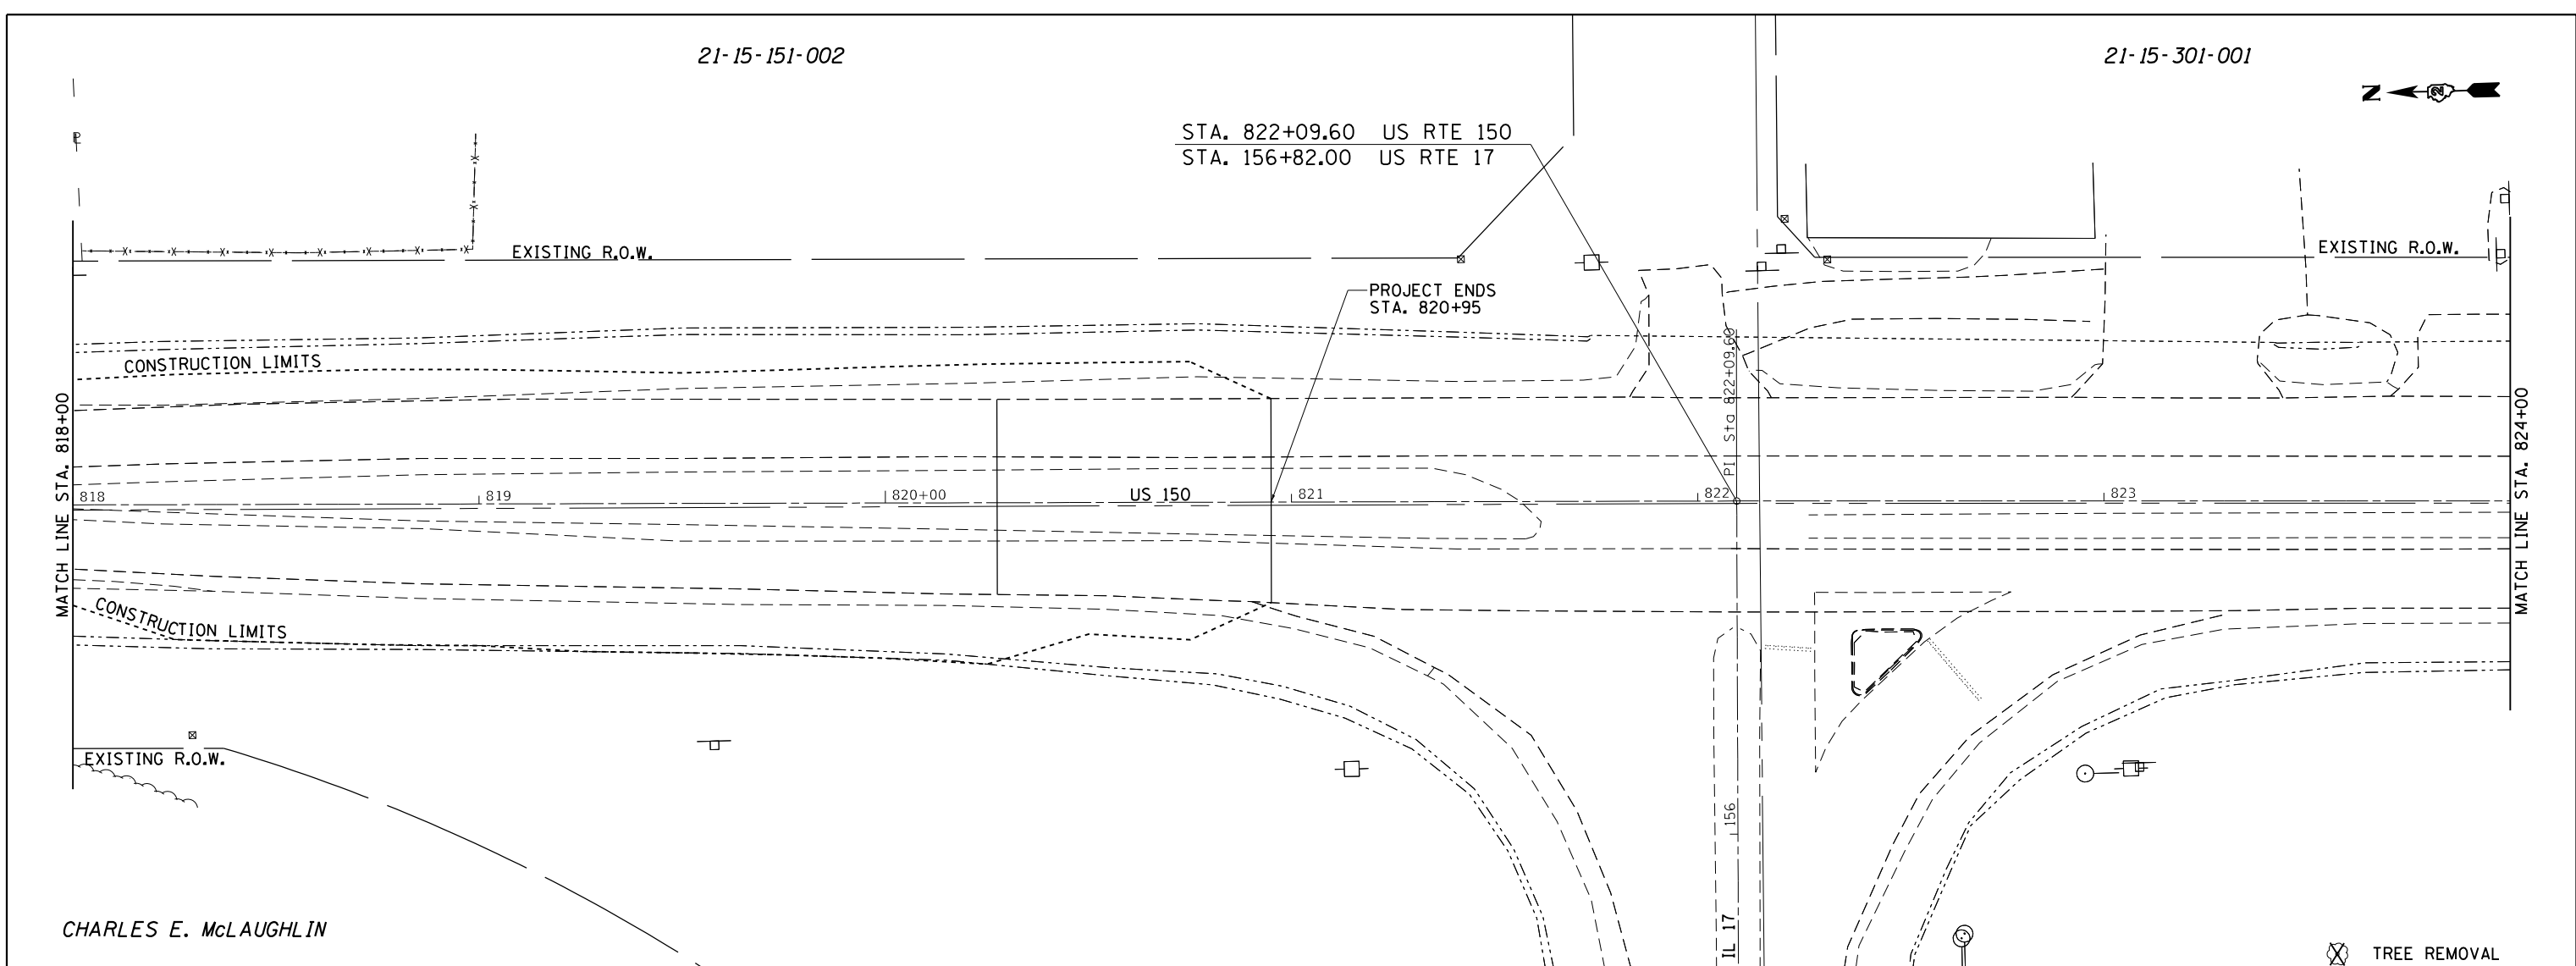 21-15-151-002
21-15-301-001
N
2
STA. 822+09.60 US RTE 150
STA. 156+82.00 US RTE 17
P
EXISTING R.O.W.
EXISTING R.O.W.
PROJECT ENDS
STA. 820+95
CONSTRUCTION LIMITS
PI Sta 822+09.60
MATCH LINE STA. 818+00
MATCH LINE STA. 824+00
818
819
820+00
US 150
821
822
823
CONSTRUCTION LIMITS
EXISTING R.O.W.
156
IL 17
CHARLES E. McLAUGHLIN
TREE REMOVAL